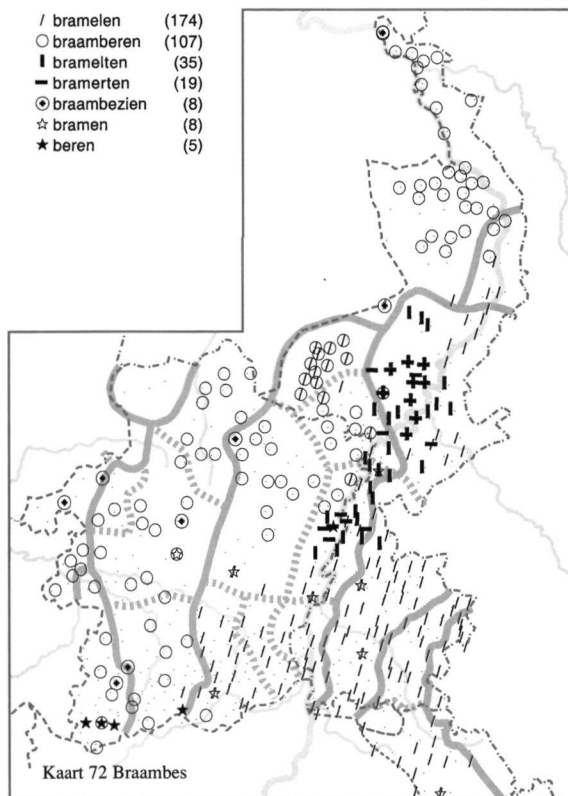 / bramelen (174)
○ braamberen (107)
▌ bramelten (35)
━ bramerten (19)
braambezien (8)
☆ bramen (8)
★ beren (5)
Kaart 72 Braambes